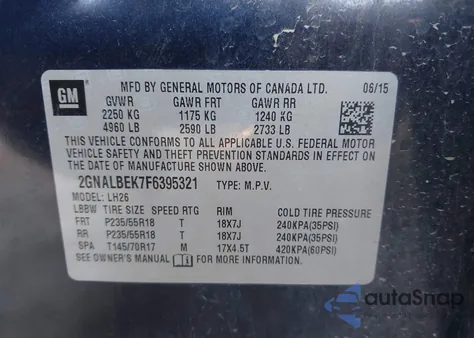 GM
MFD BY GENERAL MOTORS OF CANADA LTD. 06/15
GVWR GAWR FRT GAWR RR
2250 KG 1175 KG 1240 KG
4960 LB 2590 LB 2733 LB
THIS VEHICLE CONFORMS TO ALL APPLICABLE U.S. FEDERAL MOTOR
VEHICLE SAFETY AND THEFT PREVENTION STANDARDS IN EFFECT ON
THE DATE OF MANUFACTURE SHOWN ABOVE.
2GNALBEK7F6395321 TYPE: M.P.V.
MODEL: LH26
LBBW TIRE SIZE SPEED RTG RIM COLD TIRE PRESSURE
FRT P235/55R18 T 18X7J 240KPA(35PSI)
RR P235/55R18 T 18X7J 240KPA(35PSI)
SPA T145/70R17 M 17X4.5T 420KPA(60PSI)
SEE OWNER'S MANUAL FOR MORE INFORMATION.
autoSnap